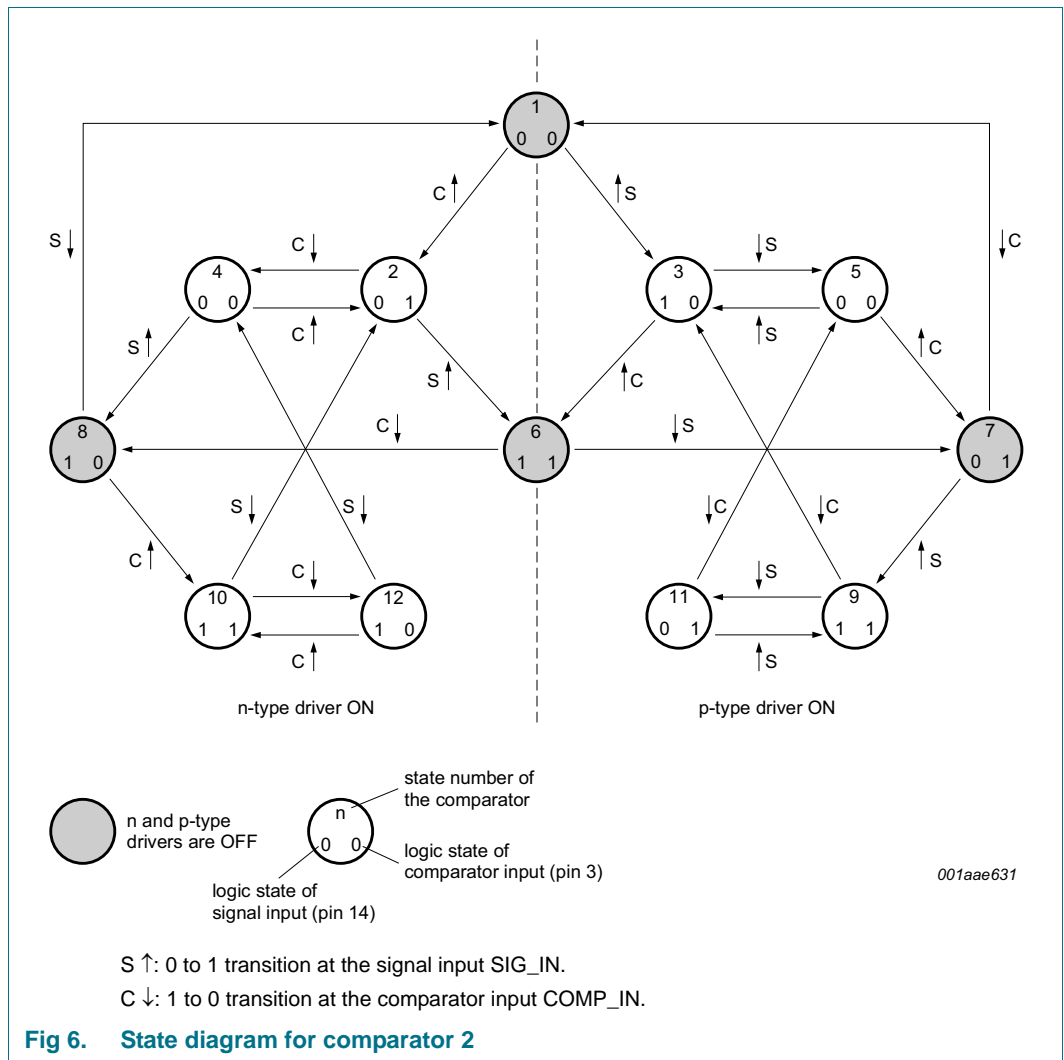 1
0 0
C ↑
↑ S
S ↓
C ↓
↓ S
↓ C
4
0 0
2
0 1
3
1 0
5
0 0
C ↑
↑ S
S ↑
S ↑
↑ C
↑ C
C ↓
↓ S
8
1 0
6
1 1
7
0 1
S ↓
S ↓
↓ C
↓ C
C ↑
C ↓
↓ S
↑ S
10
1 1
12
1 0
11
0 1
9
1 1
C ↑
↑ S
n-type driver ON
p-type driver ON
n and p-type
drivers are OFF
n
0 0
state number of
the comparator
logic state of
comparator input (pin 3)
logic state of
signal input (pin 14)
001aae631
S ↑: 0 to 1 transition at the signal input SIG_IN.
C ↓: 1 to 0 transition at the comparator input COMP_IN.
Fig 6. State diagram for comparator 2